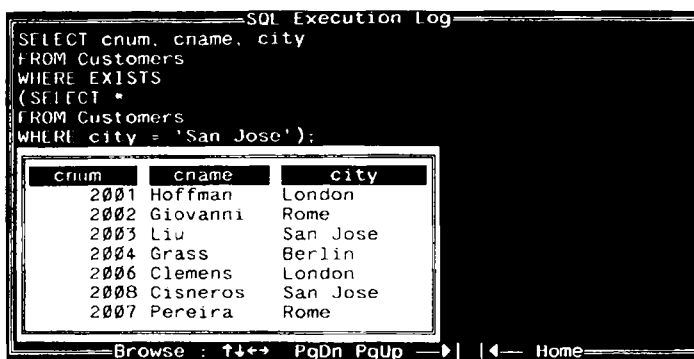 SQL Execution Log
SELECT cnum, cname, city
FROM Customers
WHERE EXISTS
(SELECT *
FROM Customers
WHERE city = 'San Jose');
cnum cname city
2001 Hoffman London
2002 Giovanni Rome
2003 Liu San Jose
2004 Grass Berlin
2006 Clemens London
2008 Cisneros San Jose
2007 Pereira Rome
Browse : ↑↓←→ PgDn PgUp —▶| |◀— Home